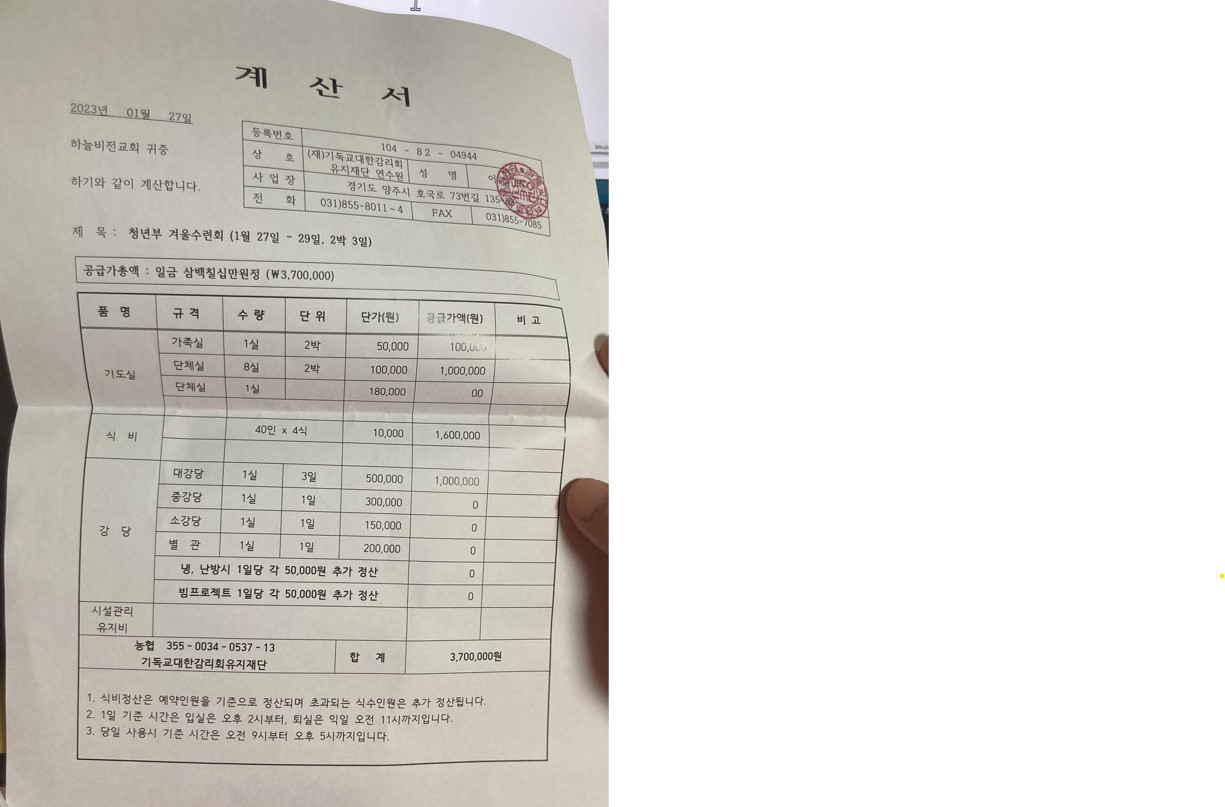 계 산 서
2023년 01월 27일
하늘비전교회 귀중
하기와 같이 계산합니다.
등록번호 104 - 82 - 04944
상 호 (재)기독교대한감리회 유지재단 연수원 성 명 이
사 업 장 경기도 양주시 호국로 73번길 135
전 화 031)855-8011~4 FAX 031)855-7085
제 목 : 청년부 겨울수련회 (1월 27일 - 29일, 2박 3일)
공급가총액 : 일금 삼백칠십만원정 (₩3,700,000)
품 명 규 격 수 량 단 위 단가(원) 공급가액(원) 비 고
기도실
가족실 1실 2박 50,000 100,000
단체실 8실 2박 100,000 1,000,000
단체실 1실 180,000 00
식 비 40인 x 4식 10,000 1,600,000
강 당
대강당 1실 3일 500,000 1,000,000
중강당 1실 1일 300,000 0
소강당 1실 1일 150,000 0
별 관 1실 1일 200,000 0
냉, 난방시 1일당 각 50,000원 추가 정산 0
빔프로젝트 1일당 각 50,000원 추가 정산 0
시설관리
유지비
농협 355-0034-0537-13
기독교대한감리회유지재단
합 계 3,700,000원
1. 식비정산은 예약인원을 기준으로 정산되며 초과되는 식수인원은 추가 정산됩니다.
2. 1일 기준 시간은 입실은 오후 2시부터, 퇴실은 익일 오전 11시까지입니다.
3. 당일 사용시 기준 시간은 오전 9시부터 오후 5시까지입니다.